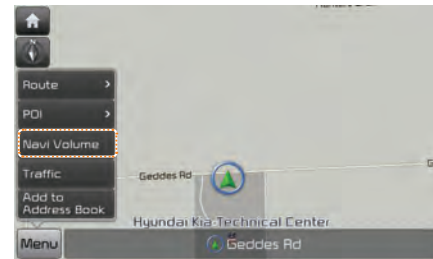 Route
POI
Navi Volume
Traffic
Add to
Address Book
Menu
Geddes Rd
Hyundai Kia Technical Center
Geddes Rd